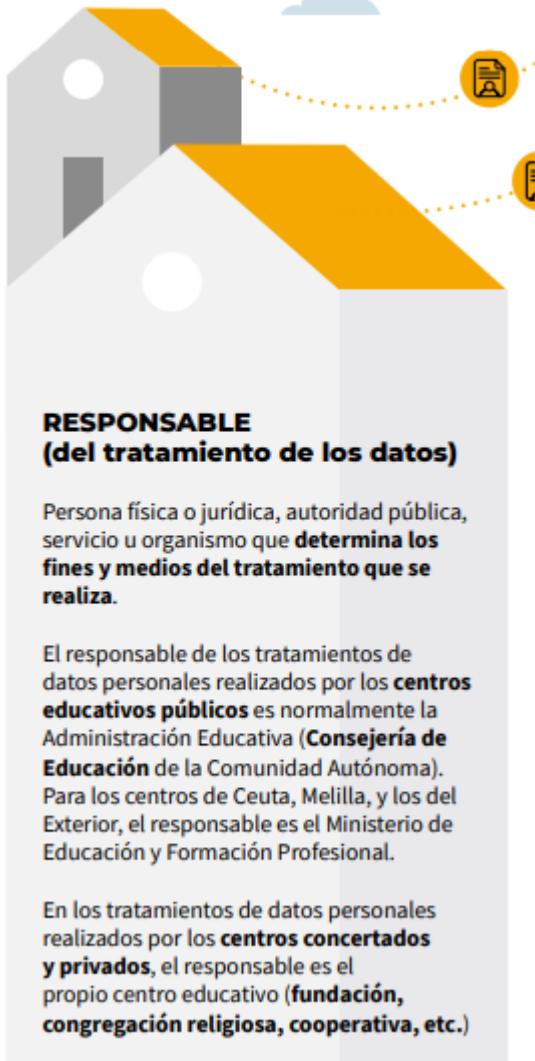 RESPONSABLE
(del tratamiento de los datos)
Persona física o jurídica, autoridad pública,
servicio u organismo que determina los
fines y medios del tratamiento que se
realiza.
El responsable de los tratamientos de
datos personales realizados por los centros
educativos públicos es normalmente la
Administración Educativa (Consejería de
Educación de la Comunidad Autónoma).
Para los centros de Ceuta, Melilla, y los del
Exterior, el responsable es el Ministerio de
Educación y Formación Profesional.
En los tratamientos de datos personales
realizados por los centros concertados
y privados, el responsable es el
propio centro educativo (fundación,
congregación religiosa, cooperativa, etc.)